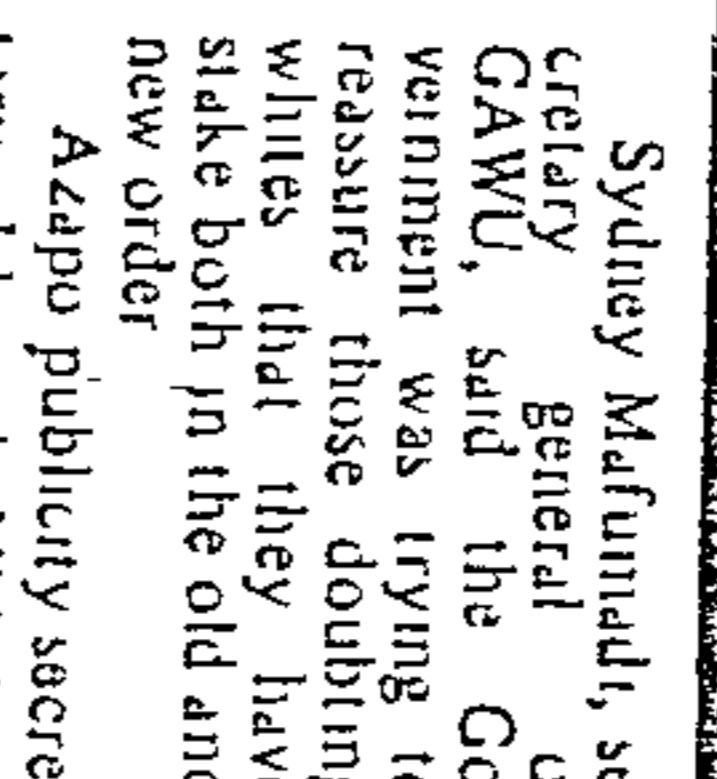 Sydney Mafumadi, se
cretary general o
GAWU, said the Go
vernment was trying to
reassure those doubting
whites that they hav
stake both in the old and
new order
Azapo publicity secre